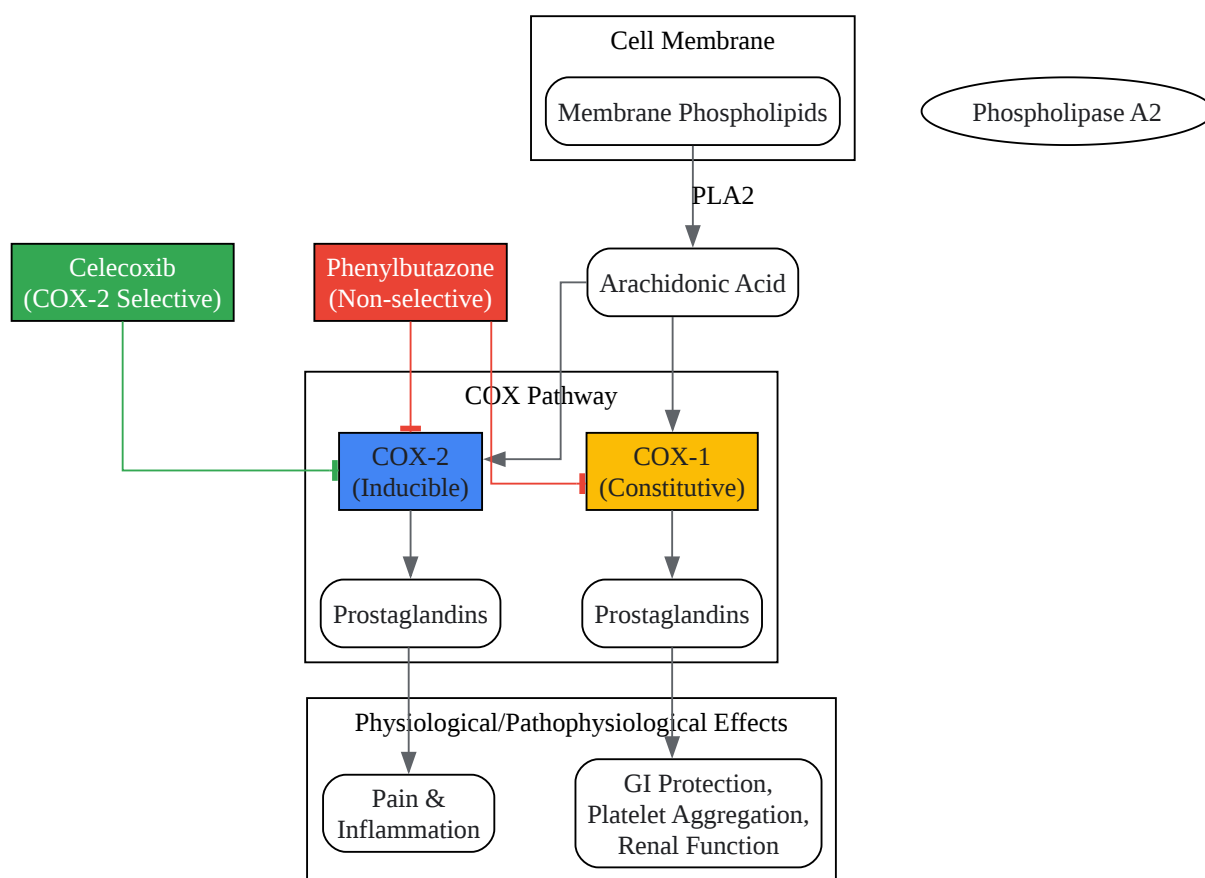 Cell Membrane
Membrane Phospholipids
Phospholipase A2
PLA2
Celecoxib
(COX-2 Selective)
Phenylbutazone
(Non-selective)
Arachidonic Acid
COX Pathway
COX-2
(Inducible)
COX-1
(Constitutive)
Prostaglandins
Prostaglandins
Physiological/Pathophysiological Effects
Pain &
Inflammation
GI Protection,
Platelet Aggregation,
Renal Function